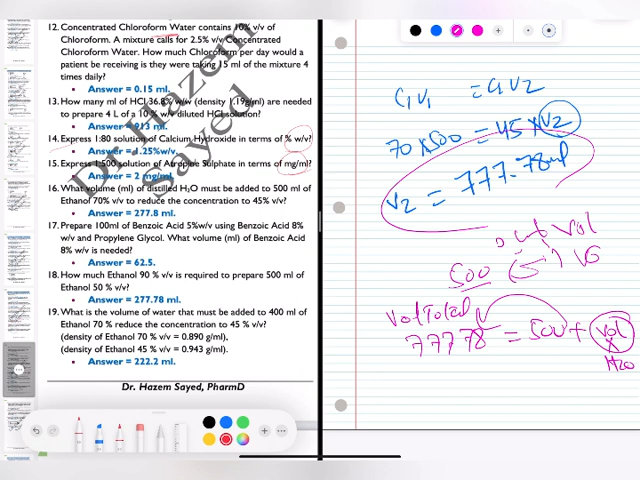 12. Concentrated Chloroform Water contains 10% v/v of
Chloroform. A mixture calls for 2.5% v/v Concentrated
Chloroform Water. How much Chloroform per day would a
patient be receiving is they were taking 15 ml of the mixture 4
times daily?
Answer = 0.15 ml.
13. How many ml of HCl 36.8% w/w (density 1.19g/ml) are needed
to prepare 4 L of a 10 % w/v diluted HCl solution?
Answer = 913 ml.
14. Express 1:80 solution of Calcium Hydroxide in terms of % w/v?
Answer = 1.25%w/v.
15. Express 1:500 solution of Atropine Sulphate in terms of mg/ml?
Answer = 2 mg/ml.
16. What volume (ml) of distilled H₂O must be added to 500 ml of
Ethanol 70% v/v to reduce the concentration to 45% v/v?
Answer = 277.8 ml.
17. Prepare 100ml of Benzoic Acid 5%w/v using Benzoic Acid 8%
w/v and Propylene Glycol. What volume (ml) of Benzoic Acid
8% w/v is needed?
Answer = 62.5.
18. How much Ethanol 90 % v/v is required to prepare 500 ml of
Ethanol 50 % v/v?
Answer = 277.78 ml.
19. What is the volume of water that must be added to 400 ml of
Ethanol 70 % reduce the concentration to 45 % v/v?
(density of Ethanol 70% v/v = 0.890 g/ml),
(density of Ethanol 45 % v/v = 0.943 g/ml),
Answer = 222.2 ml.
Dr. Hazem Sayed, PharmD
Dr. Hazem
Sayed
C₁V₁ = C₁V₂
70 × 500 = 45 × V2
V2 = 777.78ml
vol
500
Vol Total
77778 = 500 + vol
H2O